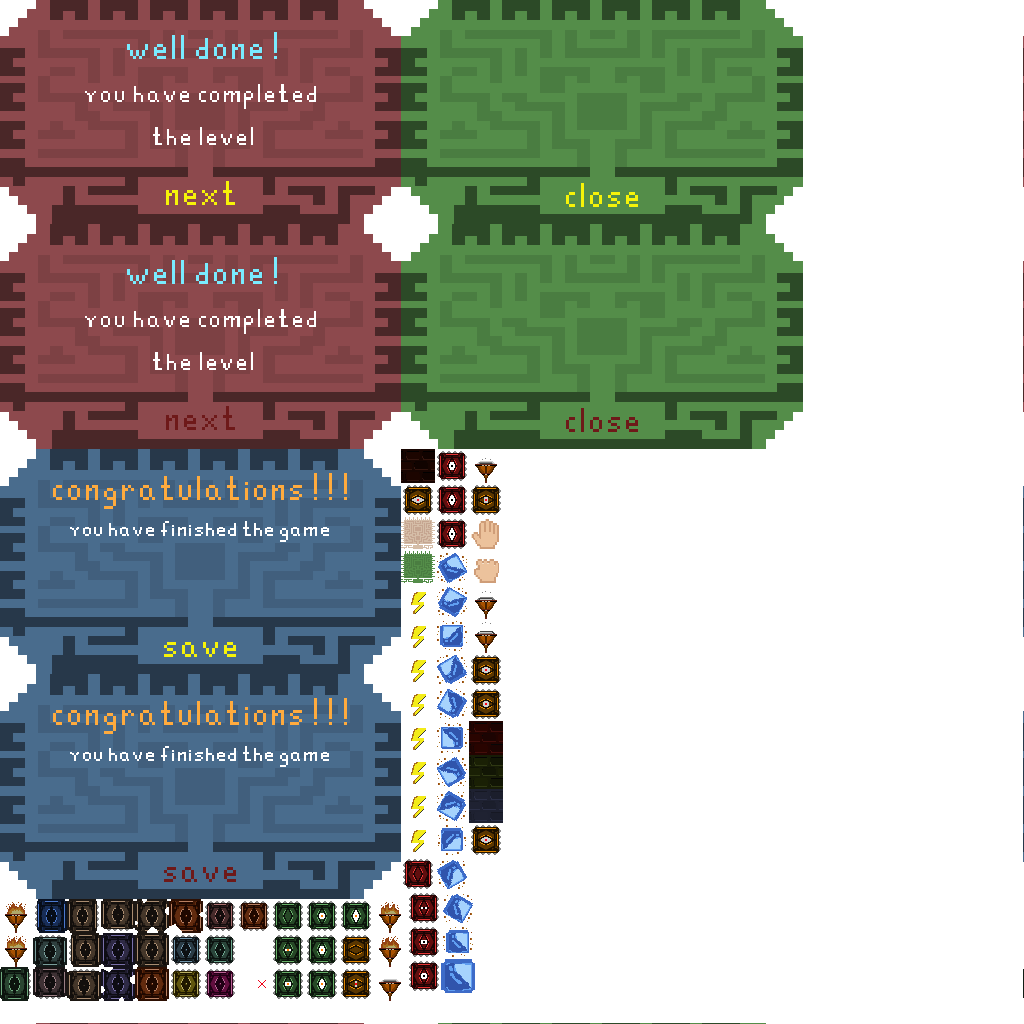 well done!
you have completed
the level
next
close
well done!
you have completed
the level
next
close
congratulations!!!
you have finished the game
save
congratulations!!!
you have finished the game
save